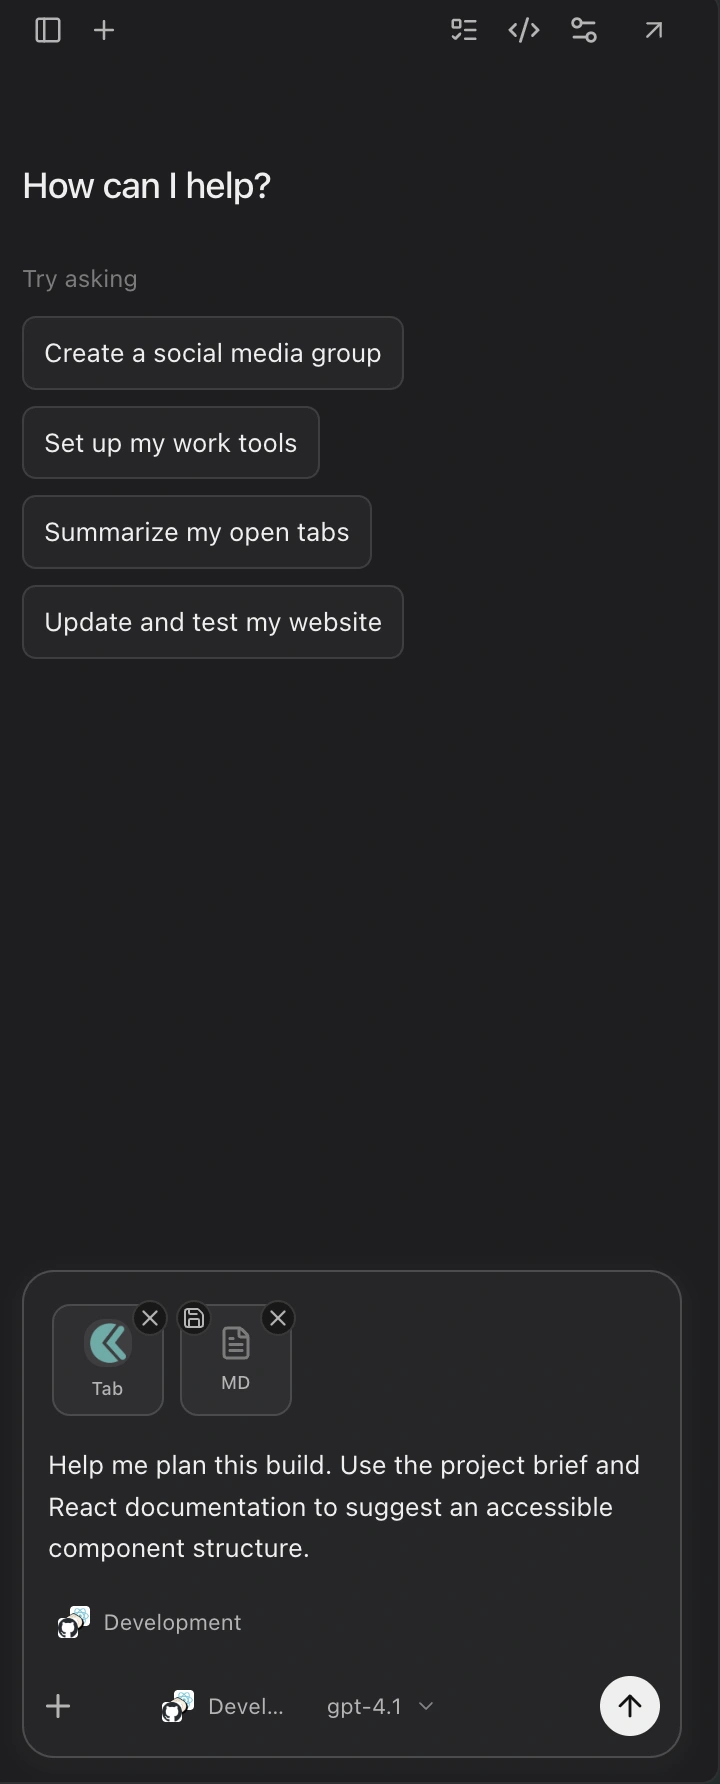 How can I help?
Try asking
Create a social media group
Set up my work tools
Summarize my open tabs
Update and test my website
Tab
MD
Help me plan this build. Use the project brief and
React documentation to suggest an accessible
component structure.
Development
Devel...
gpt-4.1